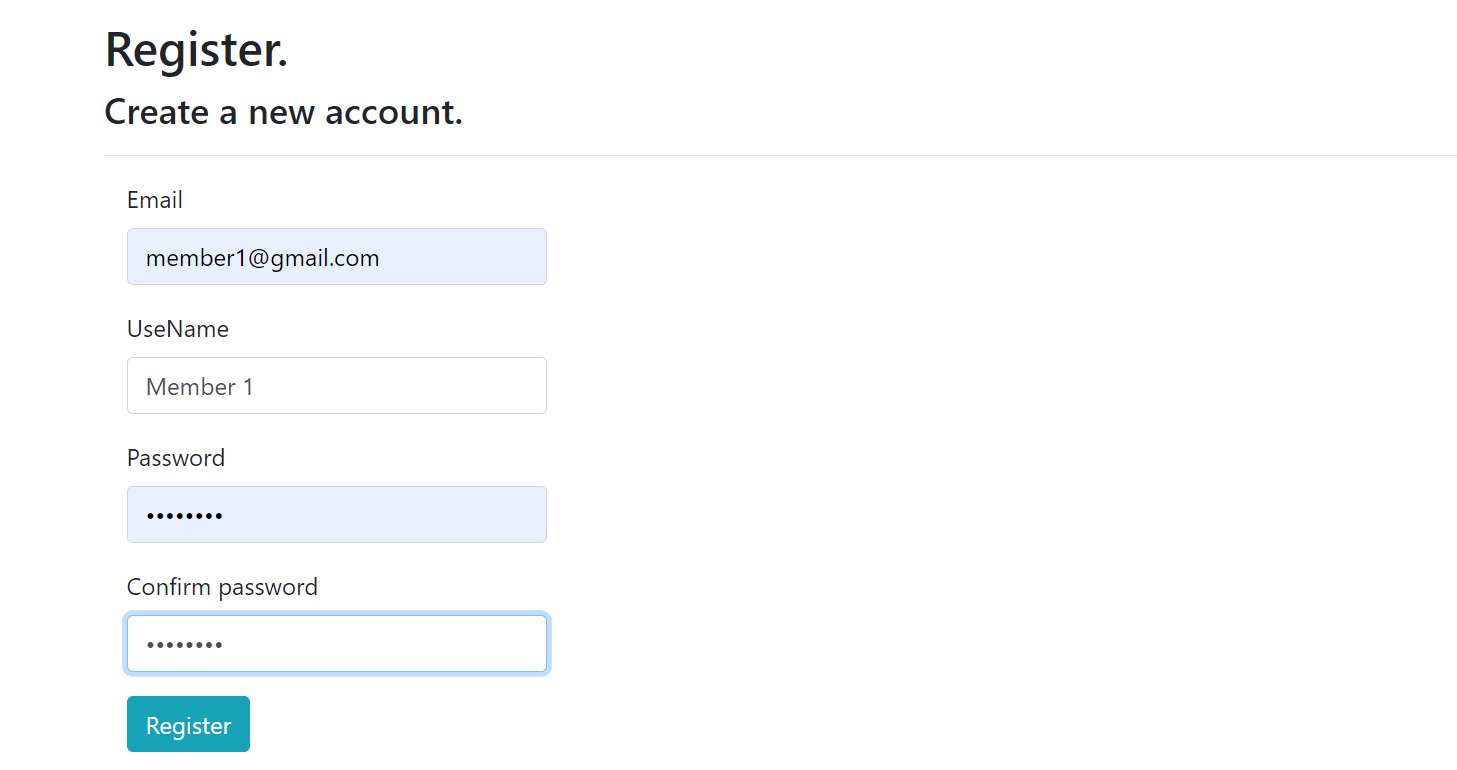 Register.
Create a new account.
Email
member1@gmail.com
UseName
Member 1
Password
••••••••
Confirm password
••••••••
Register